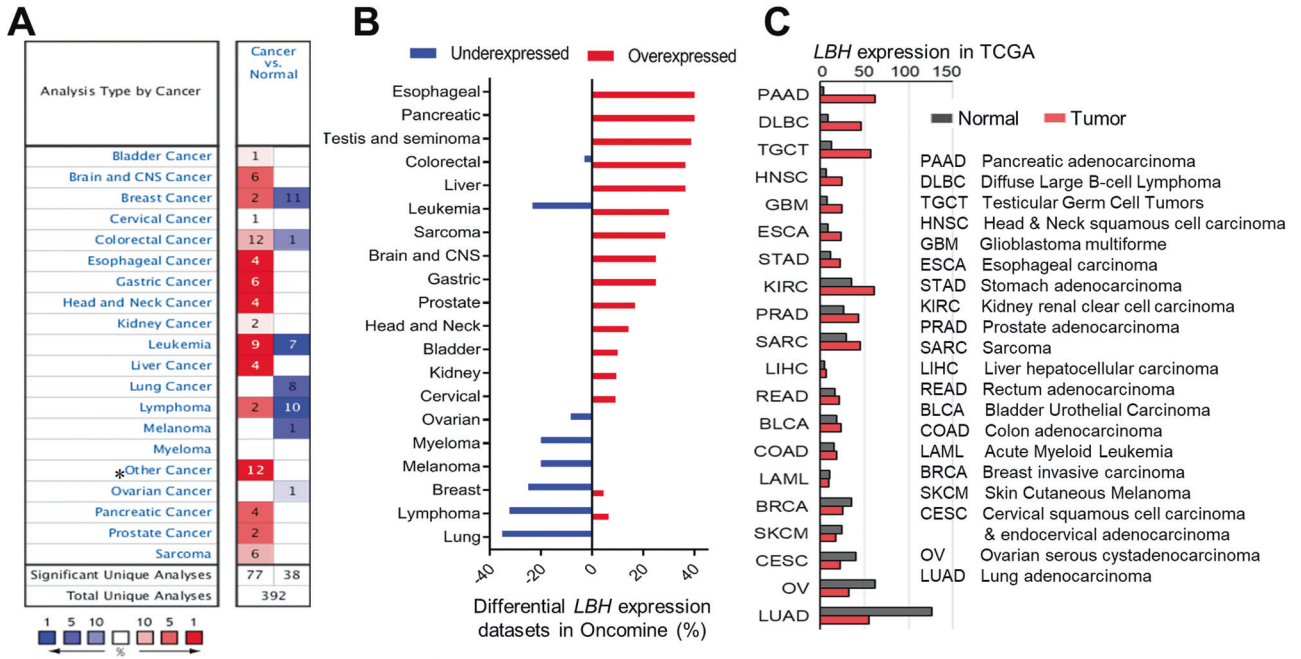 A
Analysis Type by Cancer
Cancer
vs.
Normal
Bladder Cancer 1
Brain and CNS Cancer 6
Breast Cancer 2 11
Cervical Cancer 1
Colorectal Cancer 12 1
Esophageal Cancer 4
Gastric Cancer 6
Head and Neck Cancer 4
Kidney Cancer 2
Leukemia 9 7
Liver Cancer 4
Lung Cancer 8
Lymphoma 2 10
Melanoma 1
Myeloma
*Other Cancer 12
Ovarian Cancer 1
Pancreatic Cancer 4
Prostate Cancer 2
Sarcoma 6
Significant Unique Analyses 77 38
Total Unique Analyses 392
1 5 10 10 5 1
%
B
Underexpressed Overexpressed
Esophageal
Pancreatic
Testis and seminoma
Colorectal
Liver
Leukemia
Sarcoma
Brain and CNS
Gastric
Prostate
Head and Neck
Bladder
Kidney
Cervical
Ovarian
Myeloma
Melanoma
Breast
Lymphoma
Lung
-40 -20 0 20 40
Differential LBH expression
datasets in Oncomine (%)
C
LBH expression in TCGA
0 50 100 150
Normal Tumor
PAAD
DLBC
TGCT
HNSC
GBM
ESCA
STAD
KIRC
PRAD
SARC
LIHC
READ
BLCA
COAD
LAML
BRCA
SKCM
CESC
OV
LUAD
PAAD Pancreatic adenocarcinoma
DLBC Diffuse Large B-cell Lymphoma
TGCT Testicular Germ Cell Tumors
HNSC Head & Neck squamous cell carcinoma
GBM Glioblastoma multiforme
ESCA Esophageal carcinoma
STAD Stomach adenocarcinoma
KIRC Kidney renal clear cell carcinoma
PRAD Prostate adenocarcinoma
SARC Sarcoma
LIHC Liver hepatocellular carcinoma
READ Rectum adenocarcinoma
BLCA Bladder Urothelial Carcinoma
COAD Colon adenocarcinoma
LAML Acute Myeloid Leukemia
BRCA Breast invasive carcinoma
SKCM Skin Cutaneous Melanoma
CESC Cervical squamous cell carcinoma
& endocervical adenocarcinoma
OV Ovarian serous cystadenocarcinoma
LUAD Lung adenocarcinoma